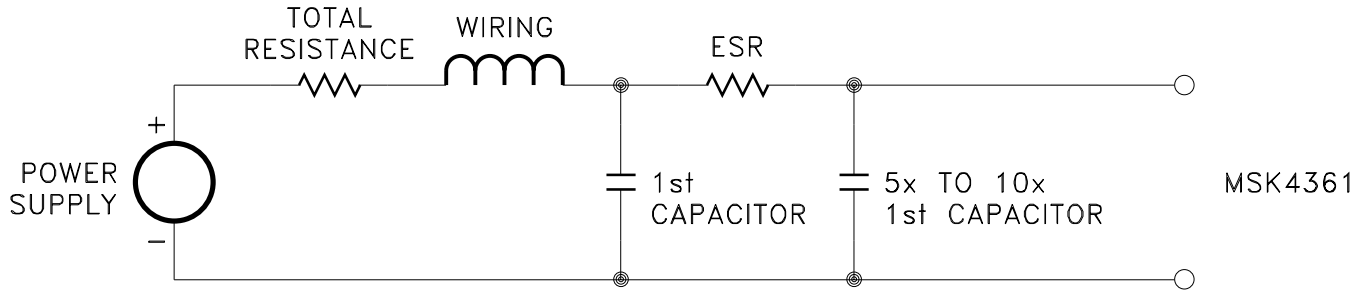 TOTAL
RESISTANCE
WIRING
ESR
+
POWER
SUPPLY
−
1st
CAPACITOR
5x TO 10x
1st CAPACITOR
MSK4361